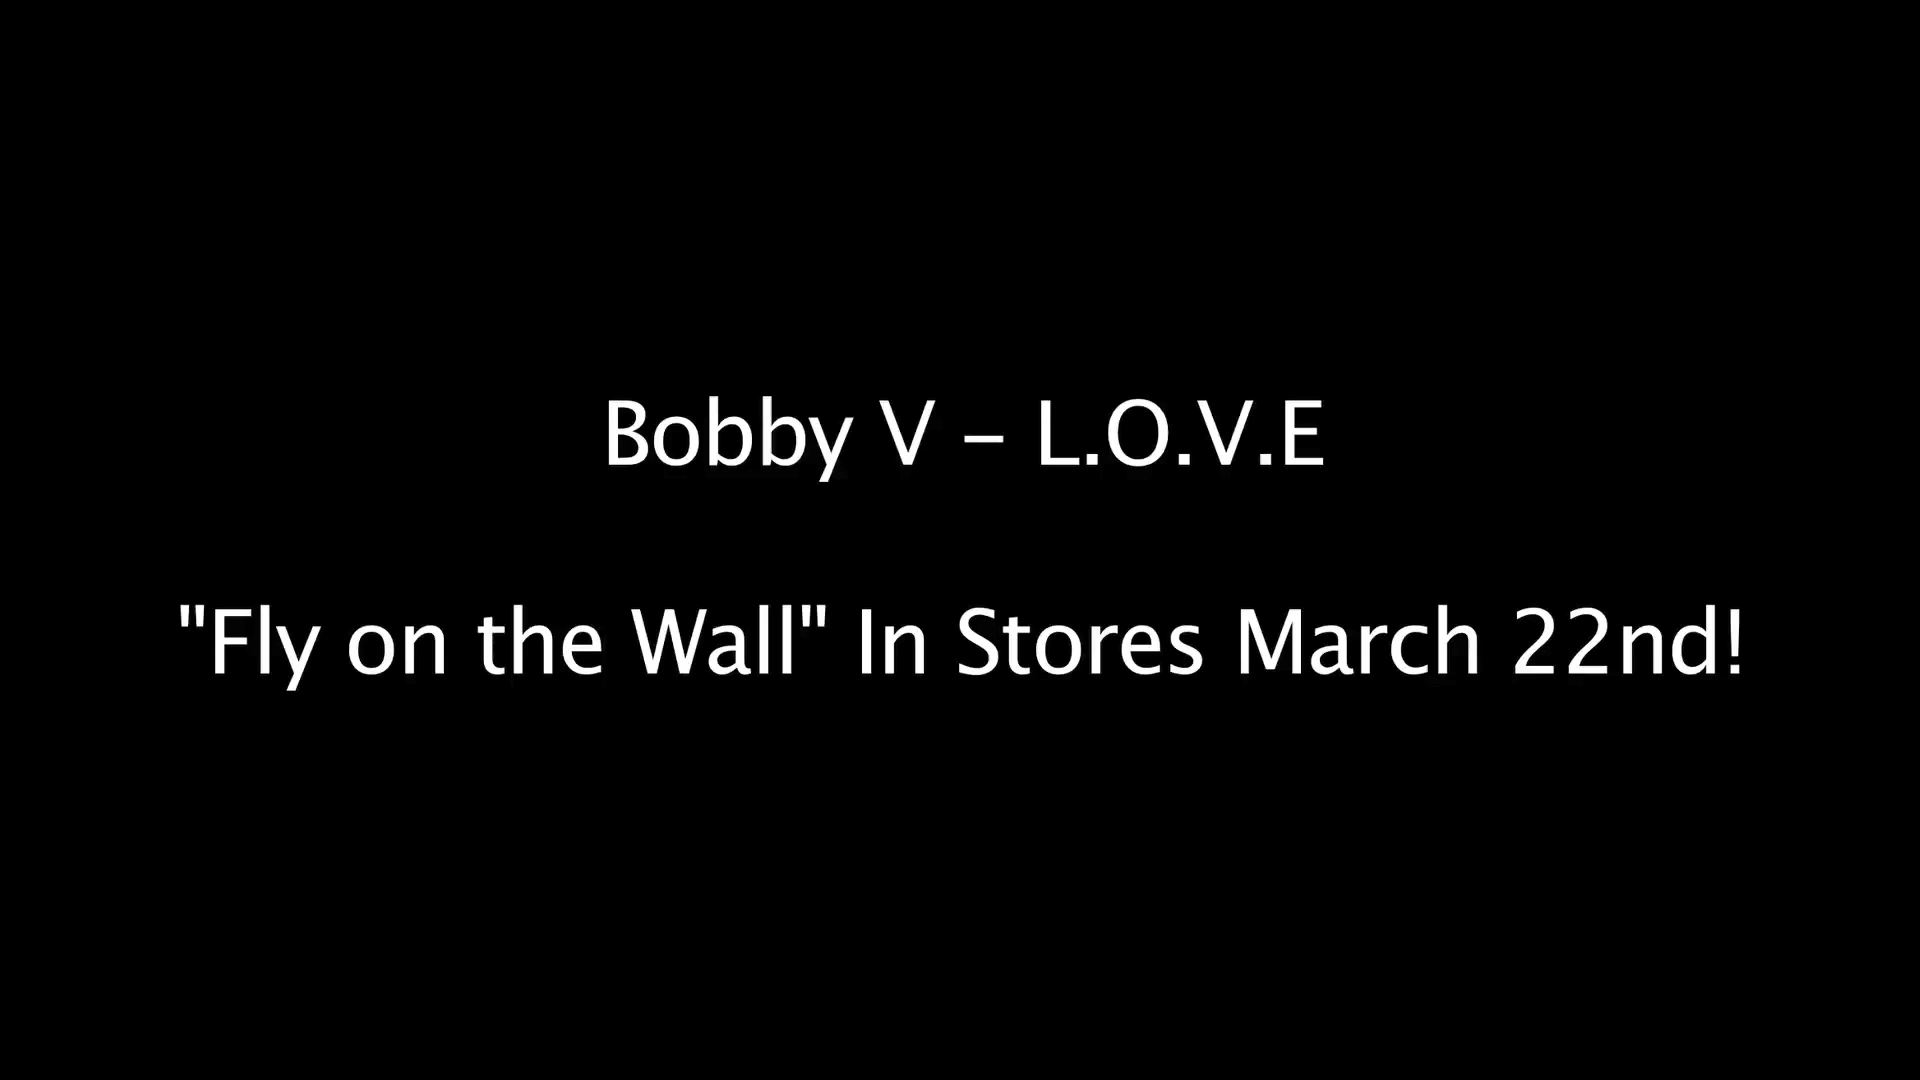 Bobby V - L.O.V.E
"Fly on the Wall" In Stores March 22nd!